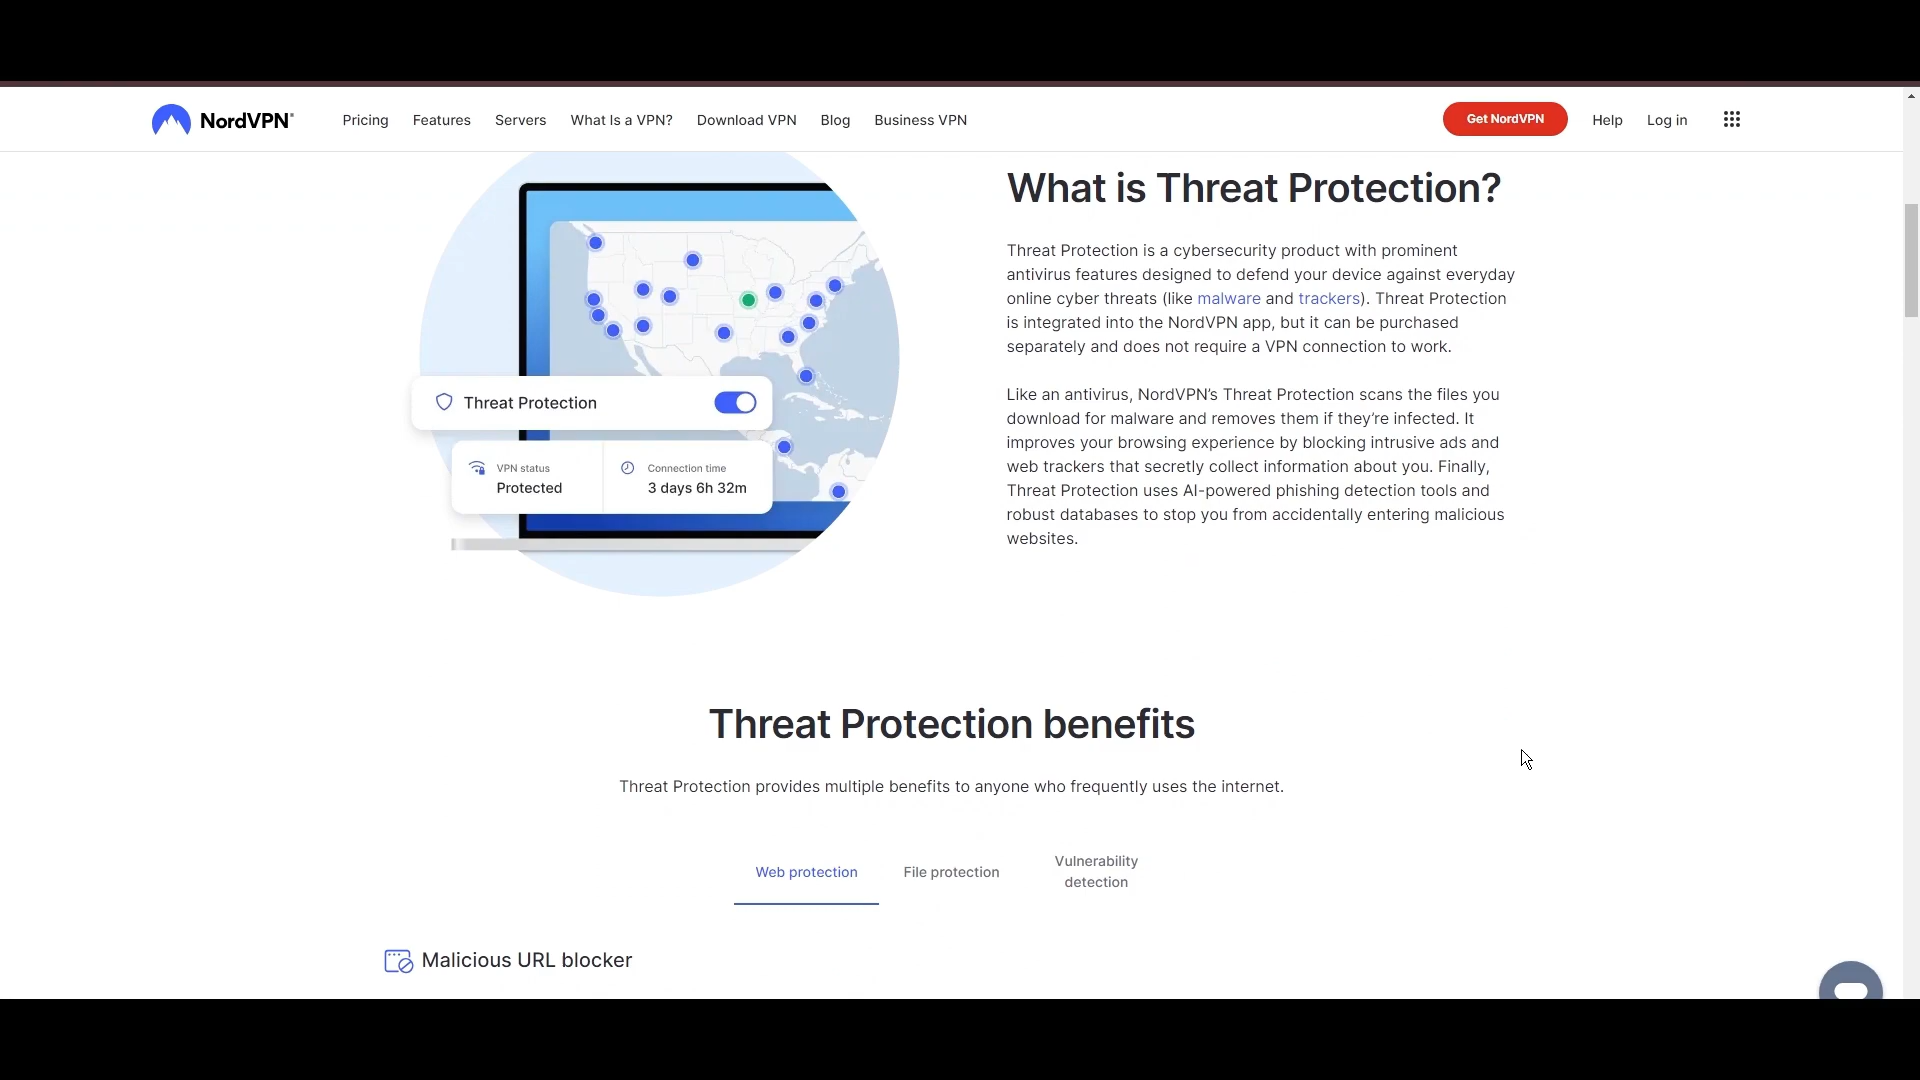 NordVPN®
Pricing
Features
Servers
What Is a VPN?
Download VPN
Blog
Business VPN
Get NordVPN
Help
Log in
What is Threat Protection?
Threat Protection is a cybersecurity product with prominent
antivirus features designed to defend your device against everyday
online cyber threats (like malware and trackers). Threat Protection
is integrated into the NordVPN app, but it can be purchased
separately and does not require a VPN connection to work.
Like an antivirus, NordVPN’s Threat Protection scans the files you
download for malware and removes them if they’re infected. It
improves your browsing experience by blocking intrusive ads and
web trackers that secretly collect information about you. Finally,
Threat Protection uses AI-powered phishing detection tools and
robust databases to stop you from accidentally entering malicious
websites.
Threat Protection
VPN status
Protected
Connection time
3 days 6h 32m
Threat Protection benefits
Threat Protection provides multiple benefits to anyone who frequently uses the internet.
Web protection
File protection
Vulnerability
detection
Malicious URL blocker